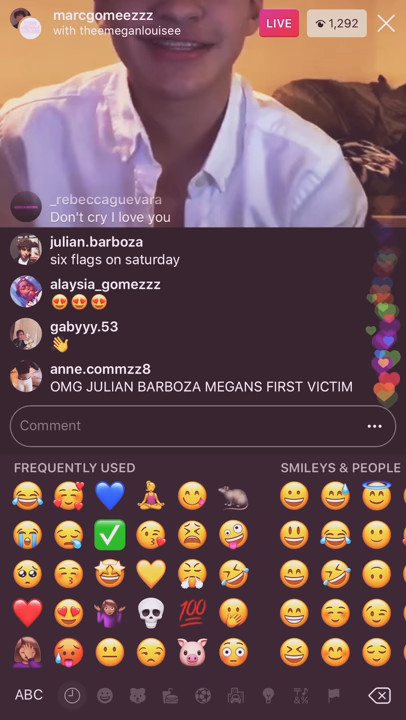 marcgomeezzz
with theemeganlouisee
LIVE
1,292
_rebeccaguevara
Don't cry I love you
julian.barboza
six flags on saturday
alaysia_gomezzz
😍😍😍
gabyyy.53
👋
anne.commzz8
OMG JULIAN BARBOZA MEGANS FIRST VICTIM
Comment
FREQUENTLY USED
SMILEYS & PEOPLE
ABC